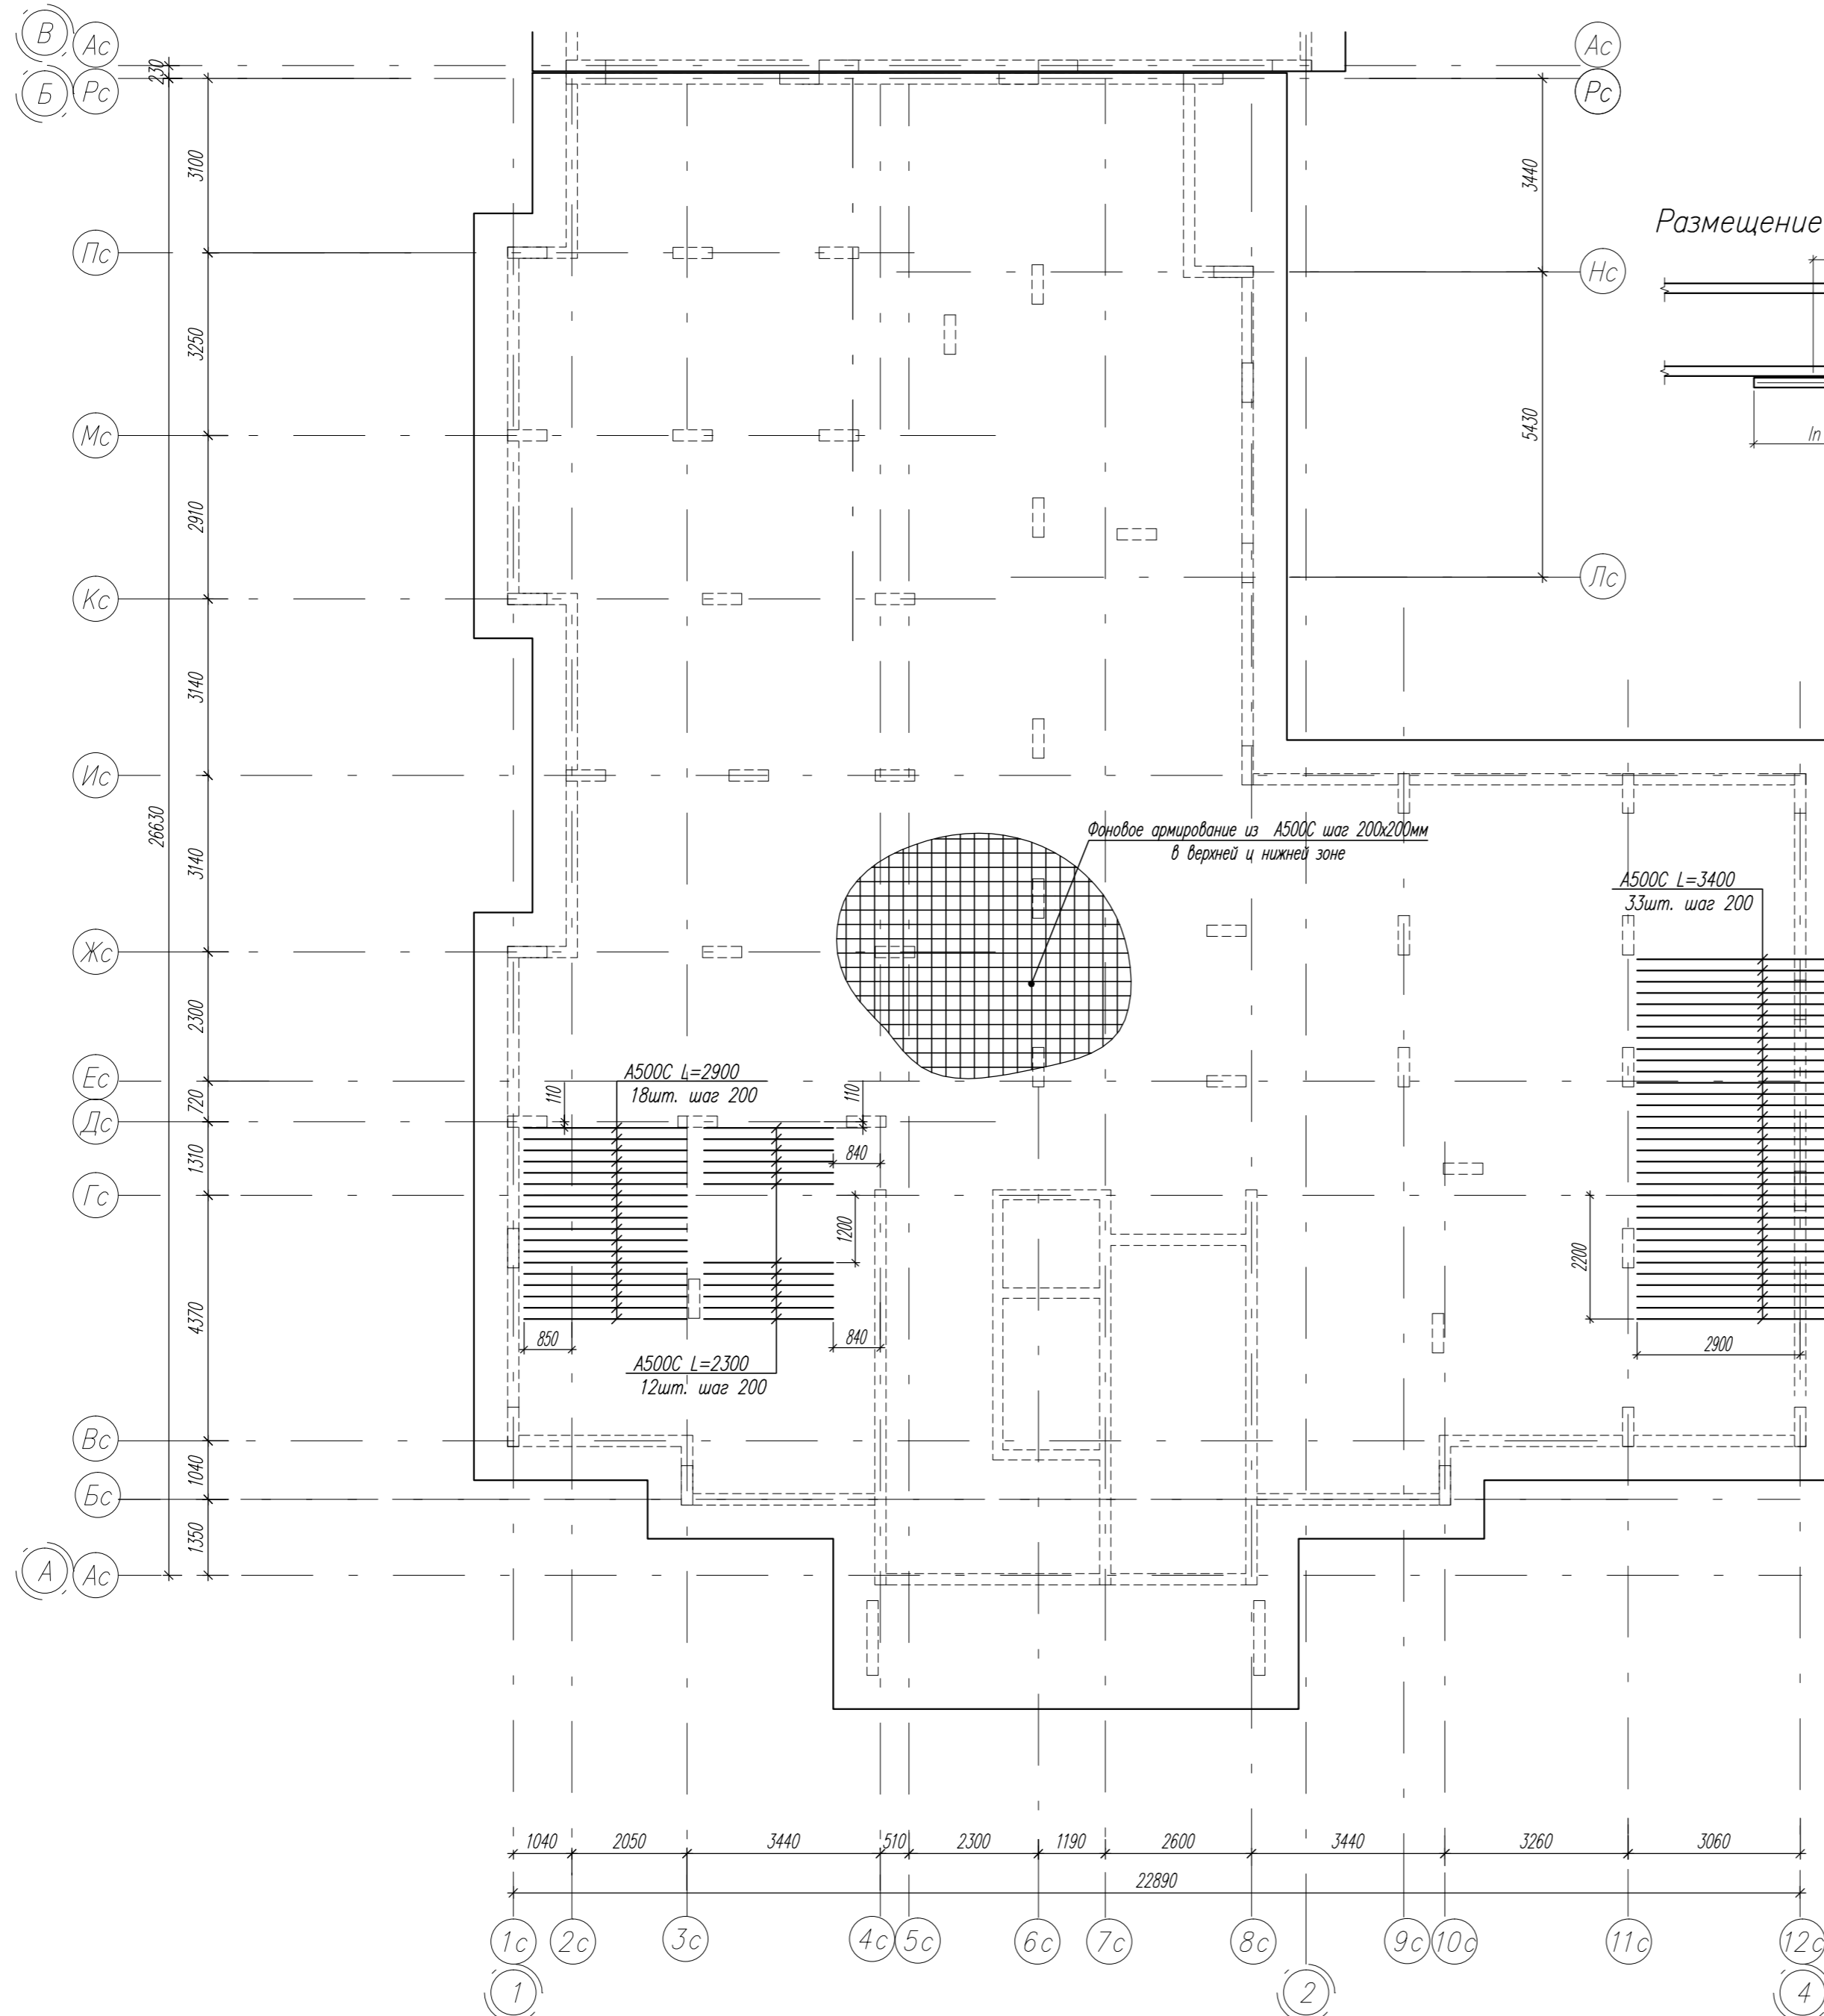 В Ас
Ас
230
Б Рс
Рс
3100
3440
Размещение
Пс
Нс
3250
5430
ln
Мс
2910
Кс
Лс
3140
Ис
26630
Фоновое армирование из А500С шаг 200х200мм
в верхней и нижней зоне
3140
А500С L=3400
33шт. шаг 200
Жс
2300
Ес
А500С L=2900
18шт. шаг 200
110
110
720
Дс
1310
840
Гс
1200
2200
4370
850
840
2900
А500С L=2300
12шт. шаг 200
Вс
1040
Бс
1350
А Ас
1040 2050 3440 510 2300 1190 2600 3440 3260 3060
22890
1с 2с 3с 4с 5с 6с 7с 8с 9с 10с 11с 12с
1 2 4